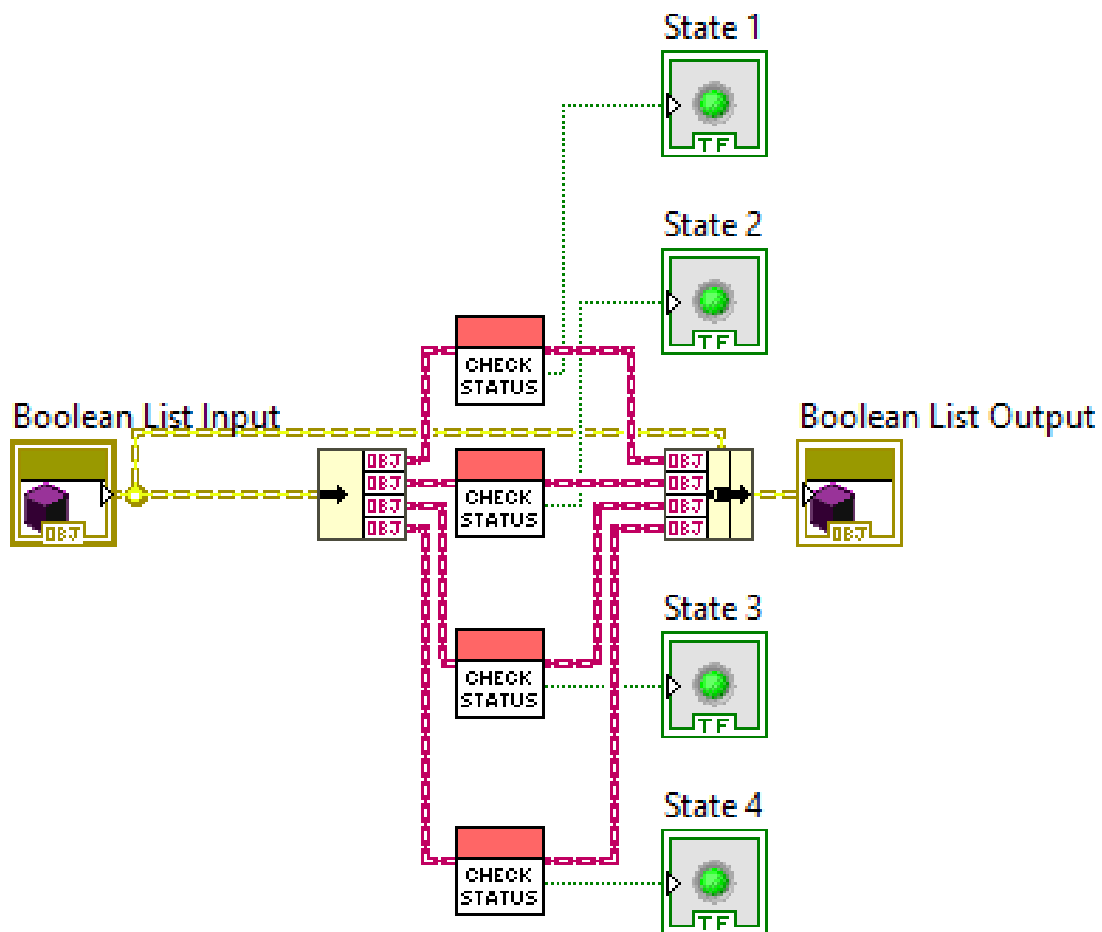 State 1
TF
State 2
TF
CHECK
STATUS
Boolean List Input
OBJ
OBJ
OBJ
OBJ
OBJ
CHECK
STATUS
OBJ
OBJ
OBJ
OBJ
Boolean List Output
OBJ
State 3
TF
CHECK
STATUS
State 4
TF
CHECK
STATUS